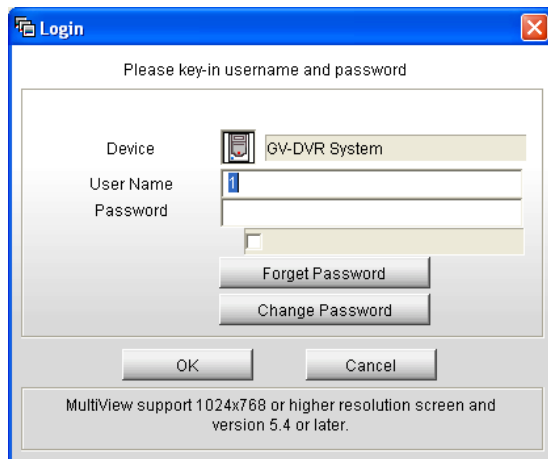 Login
Please key-in username and password
Device
GV-DVR System
User Name
1
Password
Forget Password
Change Password
OK
Cancel
MultiView support 1024x768 or higher resolution screen and
version 5.4 or later.